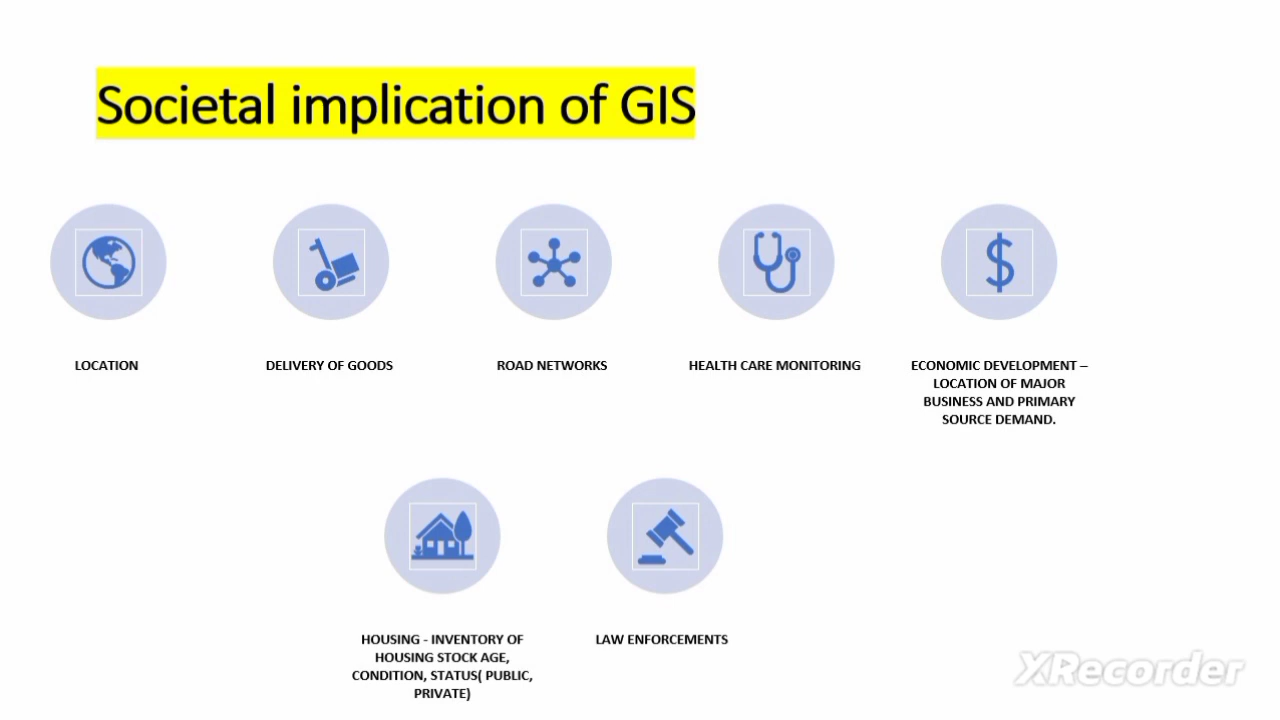 Societal implication of GIS
LOCATION
DELIVERY OF GOODS
ROAD NETWORKS
HEALTH CARE MONITORING
ECONOMIC DEVELOPMENT –
LOCATION OF MAJOR
BUSINESS AND PRIMARY
SOURCE DEMAND.
HOUSING - INVENTORY OF
HOUSING STOCK AGE,
CONDITION, STATUS( PUBLIC,
PRIVATE)
LAW ENFORCEMENTS
XRecorder